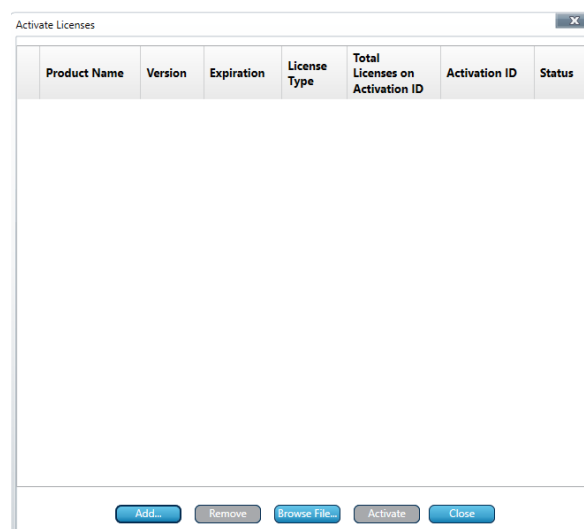 Activate Licenses
x
Product Name Version Expiration License Type Total Licenses on Activation ID Activation ID Status
Add... Remove Browse File... Activate Close